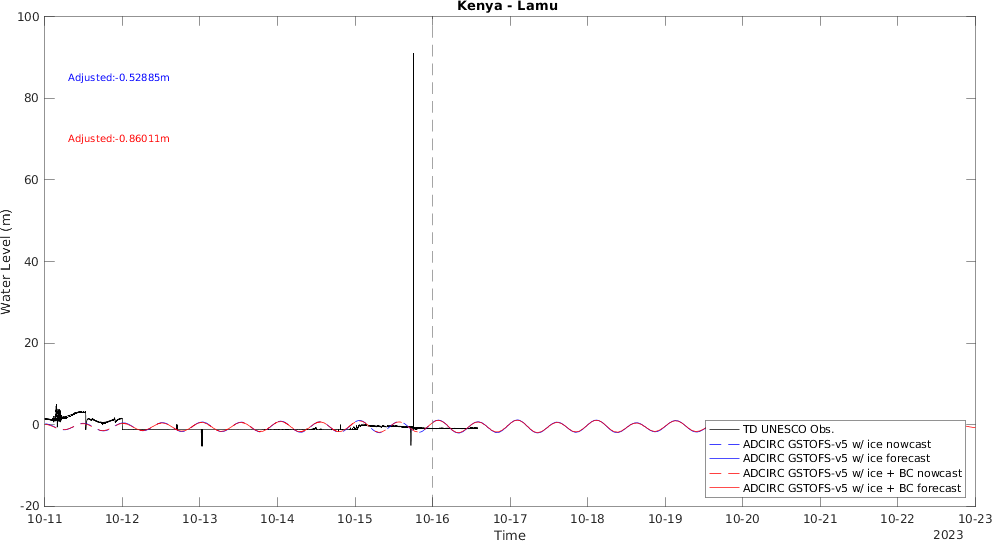 Kenya - Lamu
100
80
60
40
20
0
-20
Water Level (m)
Adjusted:-0.52885m
Adjusted:-0.86011m
TD UNESCO Obs.
ADCIRC GSTOFS-v5 w/ ice nowcast
ADCIRC GSTOFS-v5 w/ ice forecast
ADCIRC GSTOFS-v5 w/ ice + BC nowcast
ADCIRC GSTOFS-v5 w/ ice + BC forecast
10-11 10-12 10-13 10-14 10-15 10-16 10-17 10-18 10-19 10-20 10-21 10-22 10-23
Time
2023